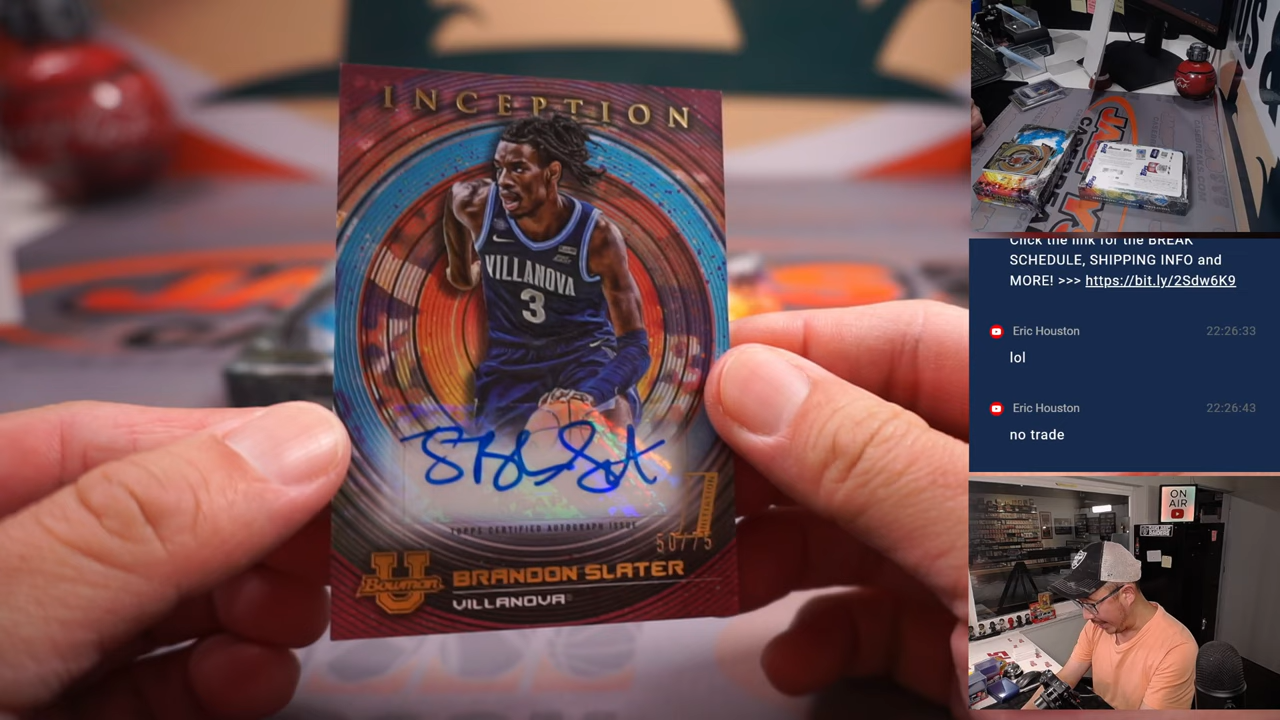 INCEPTION
VILLANOVA
3
TOPPS CERTIFIED AUTOGRAPH ISSUE
50/75
Bowman
U
BRANDON SLATER
VILLANOVA
Click the link for the BREAK
SCHEDULE, SHIPPING INFO and
MORE! >>> https://bit.ly/2Sdw6K9
Eric Houston 22:26:33
lol
Eric Houston 22:26:43
no trade
ON
AIR